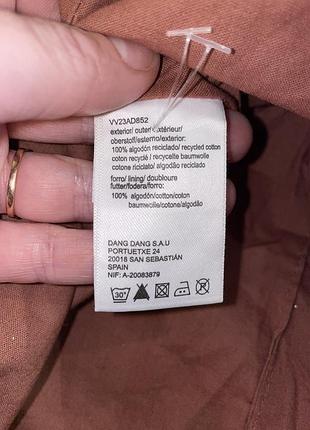 VV23AD852
exterior/ outer/ extérieur/
oberstoff/esterno/exterior:
100% algodón reciclado/ recycled cotton
coton recyclé / recycelte baumwolle
cotone riciclato/ algodão reciclado
forro/ lining/ doubloure
futter/fodera/forro:
100% algodón/cotton/coton
baumwolle/cotone/algodão
DANG DANG S.A.U
PORTUETXE 24
20018 SAN SEBASTIÁN
SPAIN
NIF: A-20083879
30°